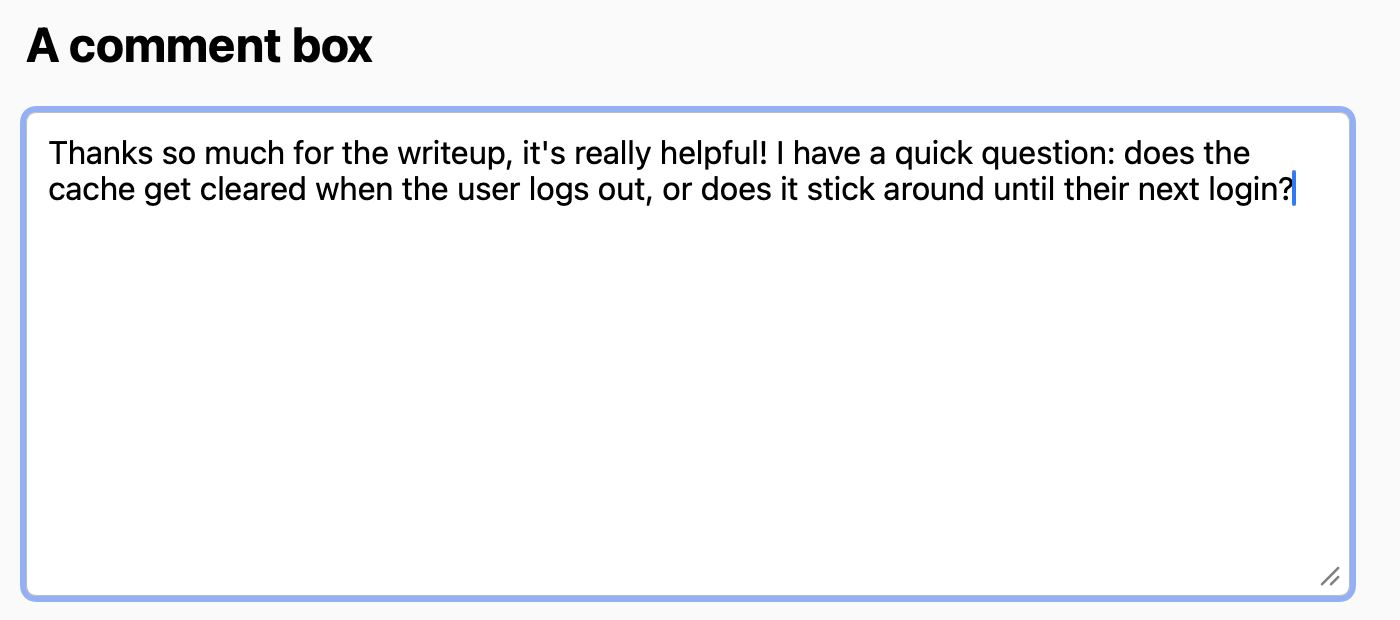 A comment box
Thanks so much for the writeup, it's really helpful! I have a quick question: does the
cache get cleared when the user logs out, or does it stick around until their next login?